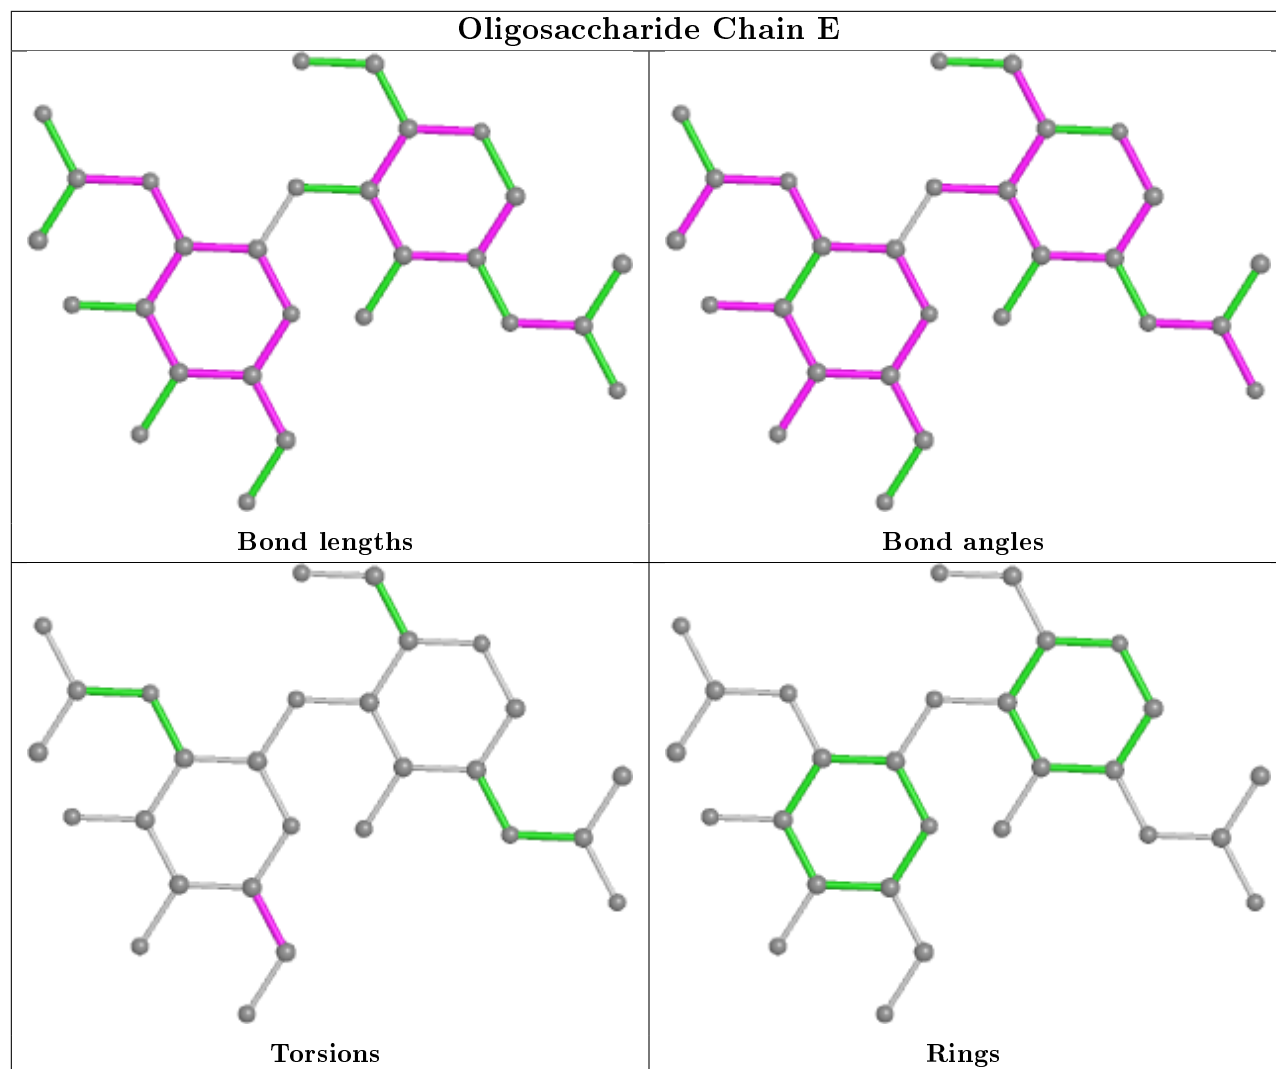 Oligosaccharide Chain E
Bond lengths
Bond angles
Torsions
Rings